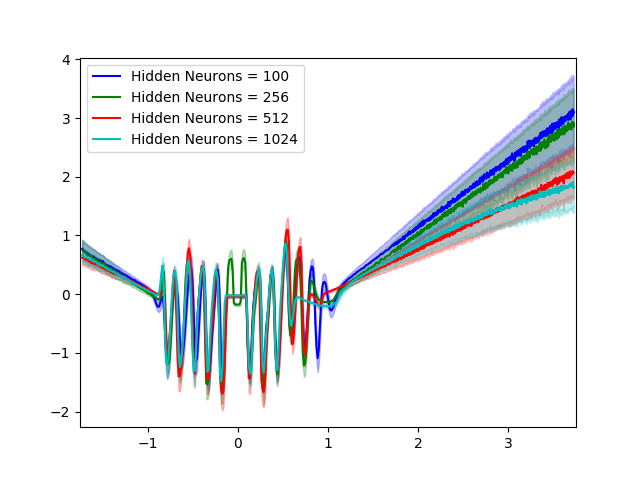 4
3
2
1
0
−1
−2
Hidden Neurons = 100
Hidden Neurons = 256
Hidden Neurons = 512
Hidden Neurons = 1024
−1 0 1 2 3